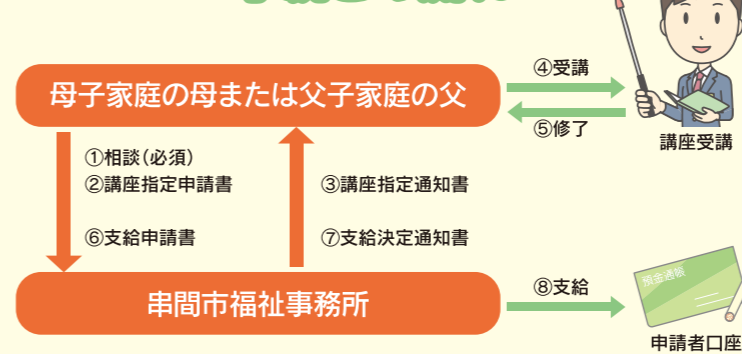 ④受講
母子家庭の母または父子家庭の父
⑤修了
講座受講
①相談(必須)
②講座指定申請書
③講座指定通知書
⑥支給申請書
⑦支給決定通知書
⑧支給
串間市福祉事務所
預金通帳
申請者口座